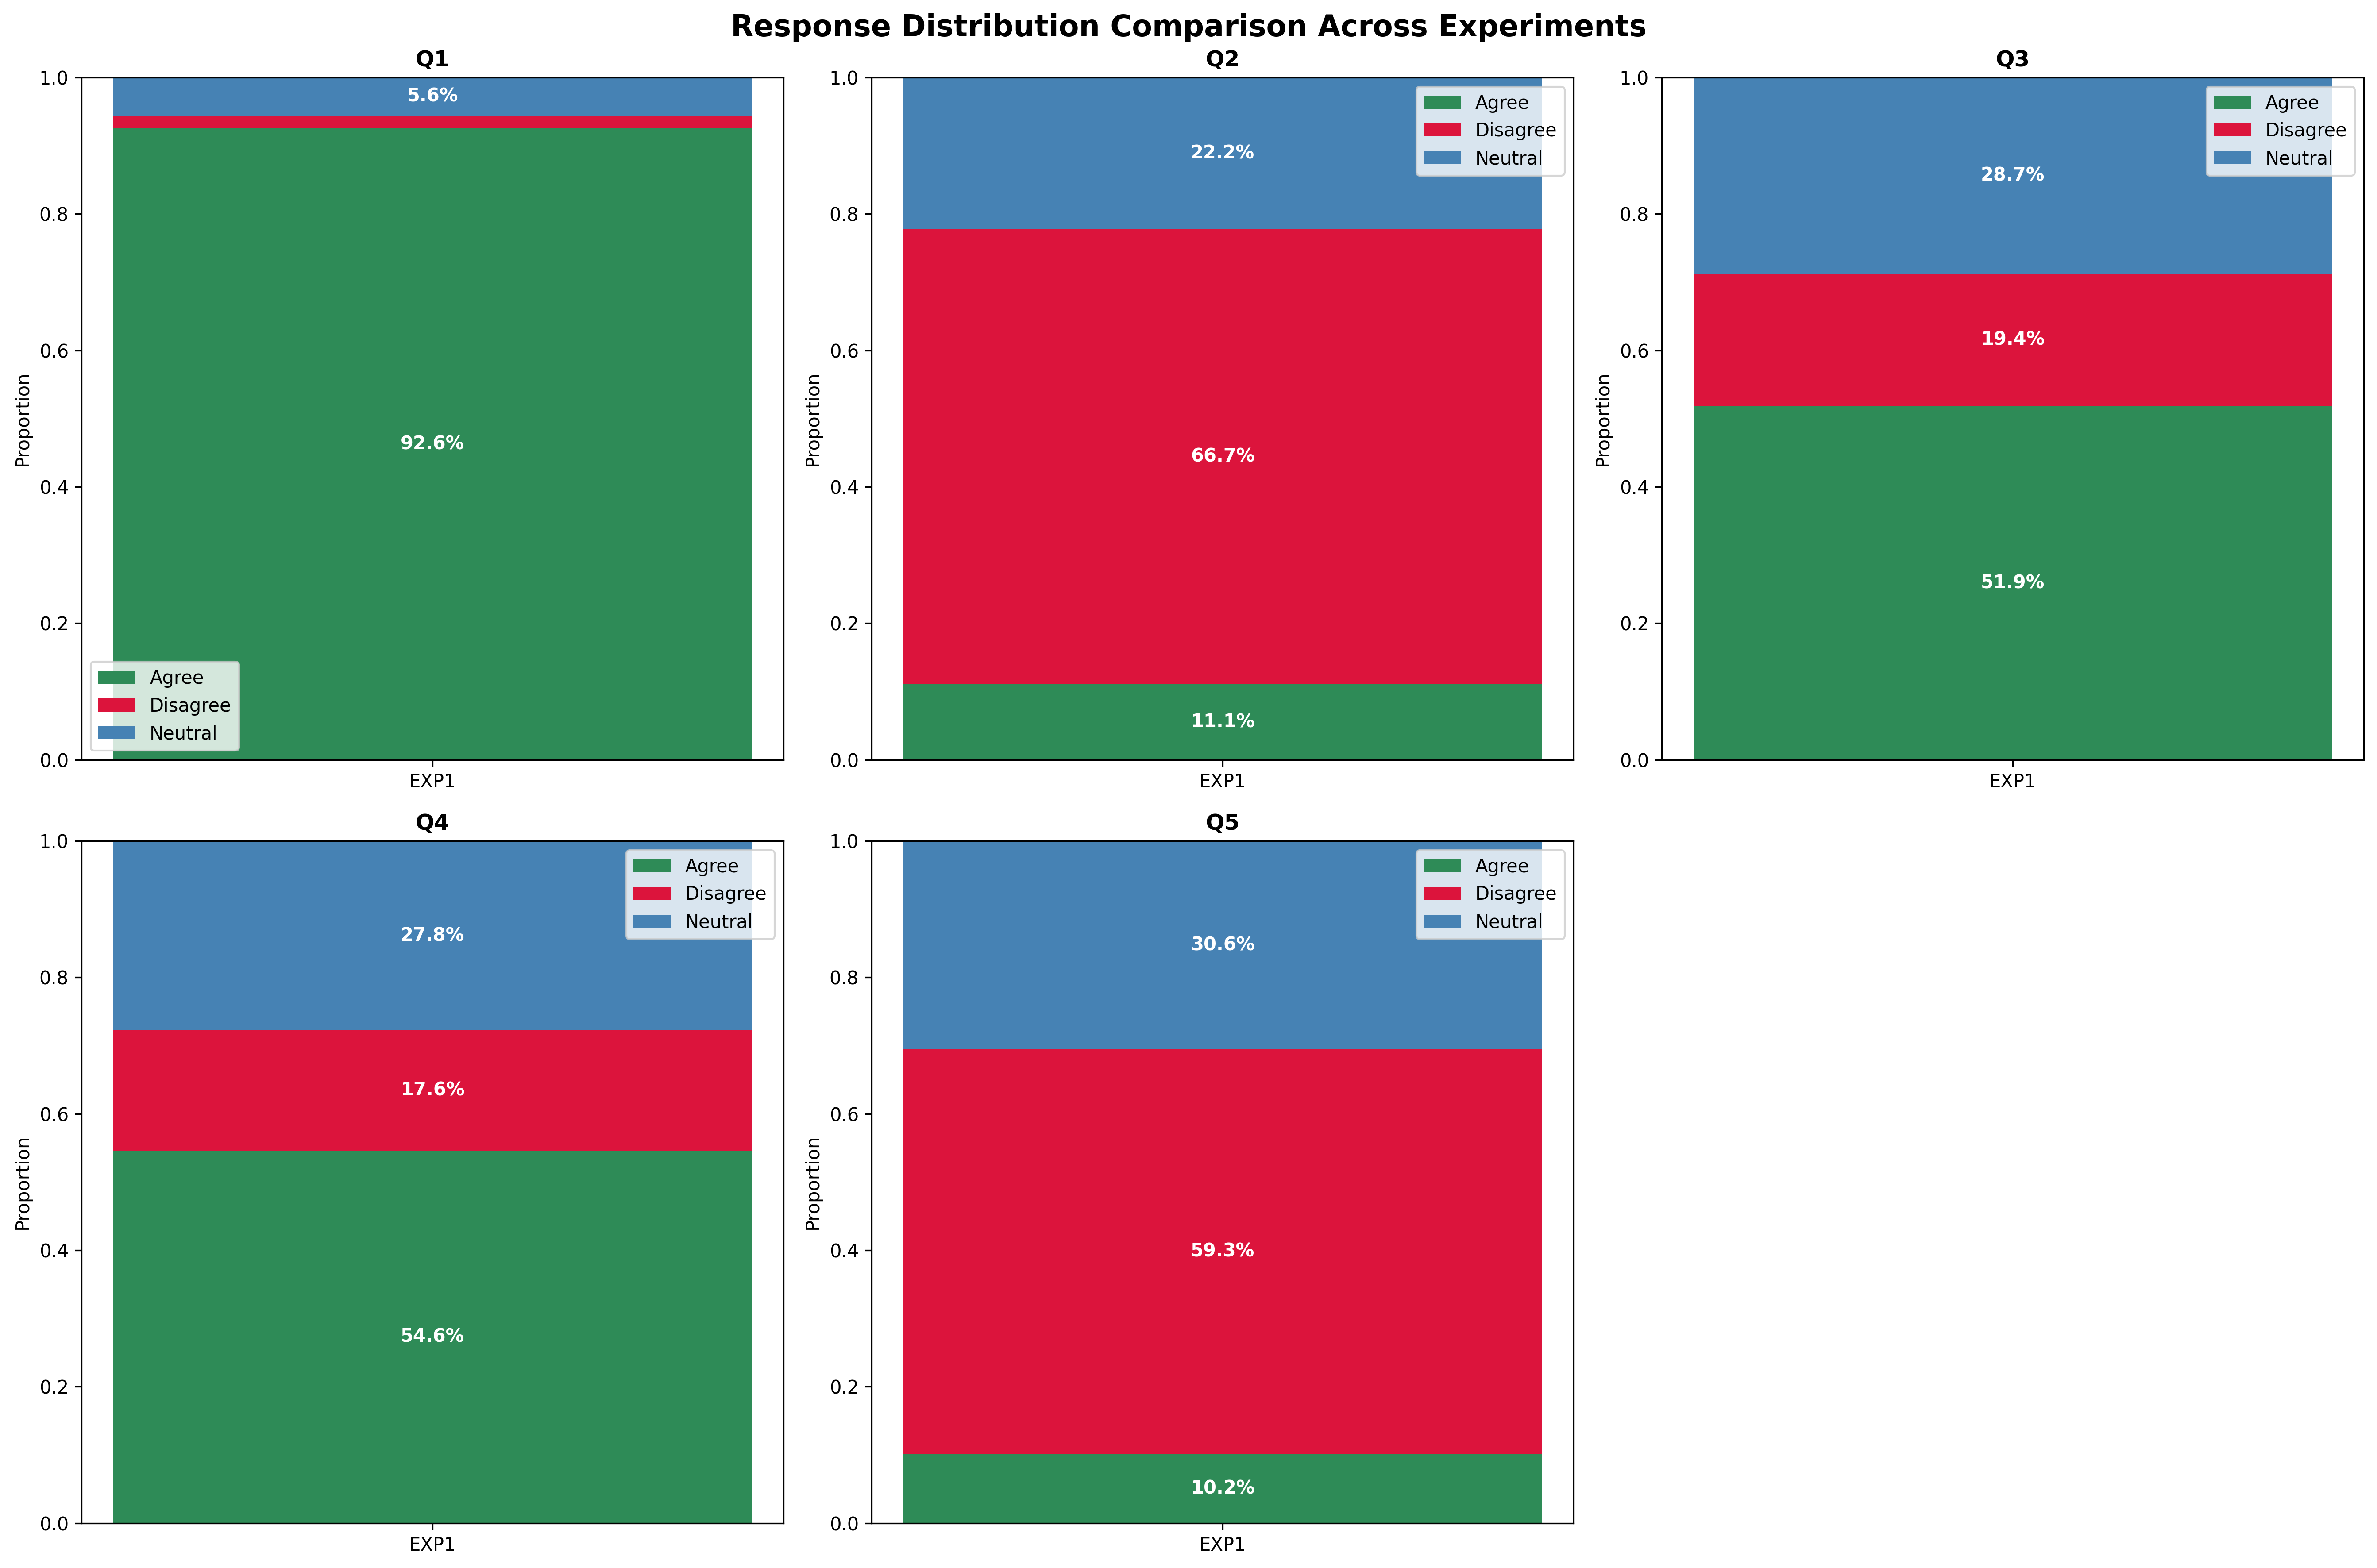 Response Distribution Comparison Across Experiments
Q1
1.0
0.8
0.6
0.4
0.2
0.0
Proportion
5.6%
92.6%
Agree
Disagree
Neutral
EXP1
Q2
1.0
0.8
0.6
0.4
0.2
0.0
Proportion
Agree
Disagree
Neutral
22.2%
66.7%
11.1%
EXP1
Q3
1.0
0.8
0.6
0.4
0.2
0.0
Proportion
Agree
Disagree
Neutral
28.7%
19.4%
51.9%
EXP1
Q4
1.0
0.8
0.6
0.4
0.2
0.0
Proportion
Agree
Disagree
Neutral
27.8%
17.6%
54.6%
EXP1
Q5
1.0
0.8
0.6
0.4
0.2
0.0
Proportion
Agree
Disagree
Neutral
30.6%
59.3%
10.2%
EXP1